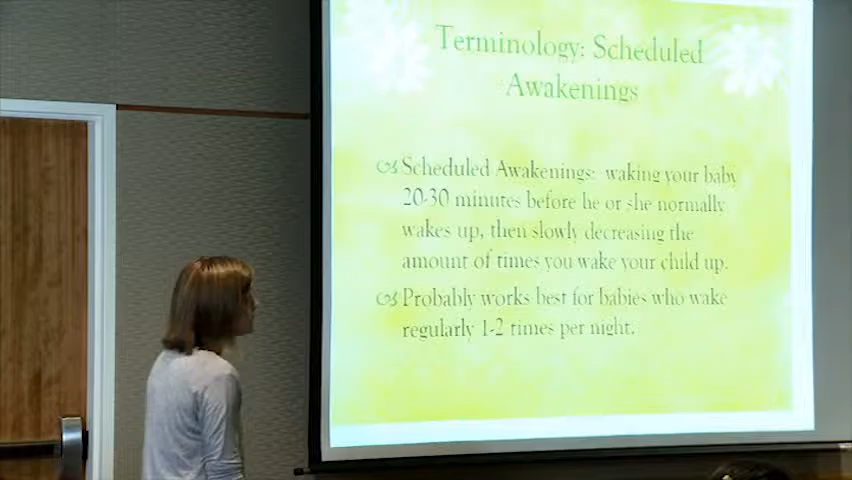 Terminology: Scheduled
Awakenings
Scheduled Awakenings: waking your baby
20-30 minutes before he or she normally
wakes up, then slowly decreasing the
amount of times you wake your child up.
Probably works best for babies who wake
regularly 1-2 times per night.